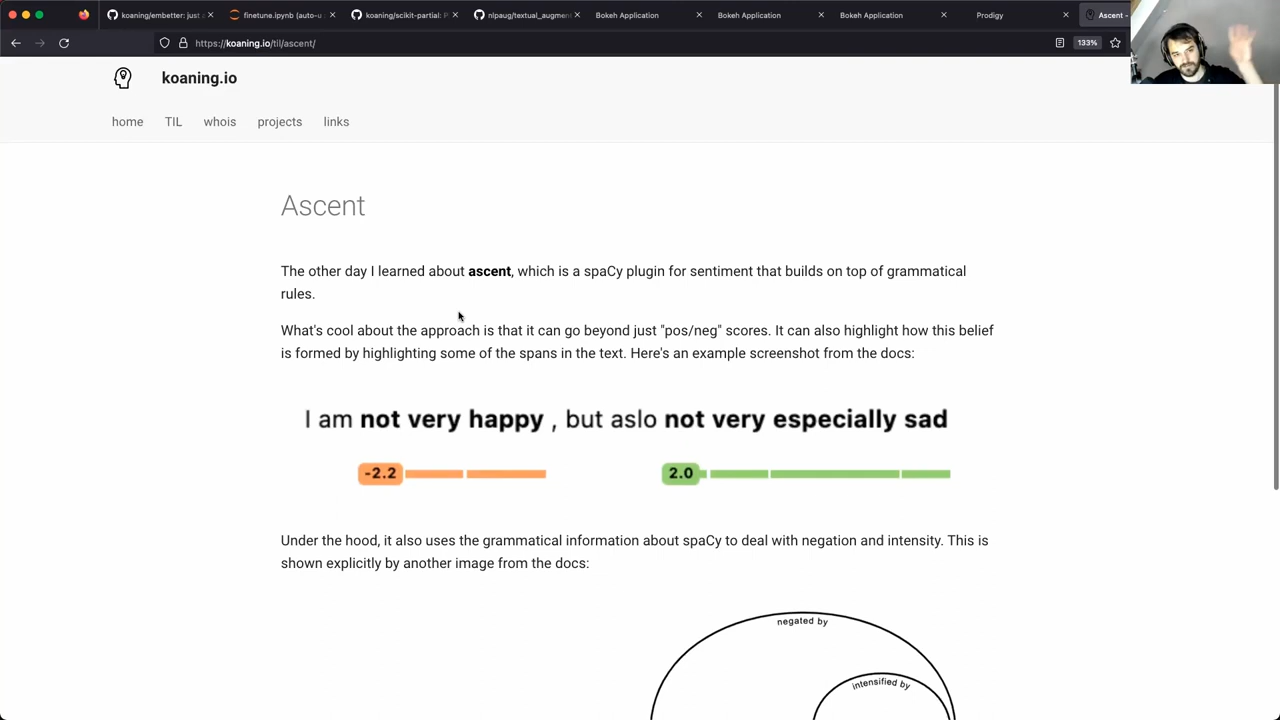 koaning/embetter: just a
finetune.ipynb (auto-u
koaning/scikit-partial: P
nlpaug/textual_augment
Bokeh Application
Bokeh Application
Bokeh Application
Prodigy
Ascent -
https://koaning.io/til/ascent/
133%
koaning.io
home TIL whois projects links
Ascent
The other day I learned about ascent, which is a spaCy plugin for sentiment that builds on top of grammatical
rules.
What's cool about the approach is that it can go beyond just "pos/neg" scores. It can also highlight how this belief
is formed by highlighting some of the spans in the text. Here's an example screenshot from the docs:
I am not very happy , but aslo not very especially sad
-2.2 2.0
Under the hood, it also uses the grammatical information about spaCy to deal with negation and intensity. This is
shown explicitly by another image from the docs:
negated by
intensified by